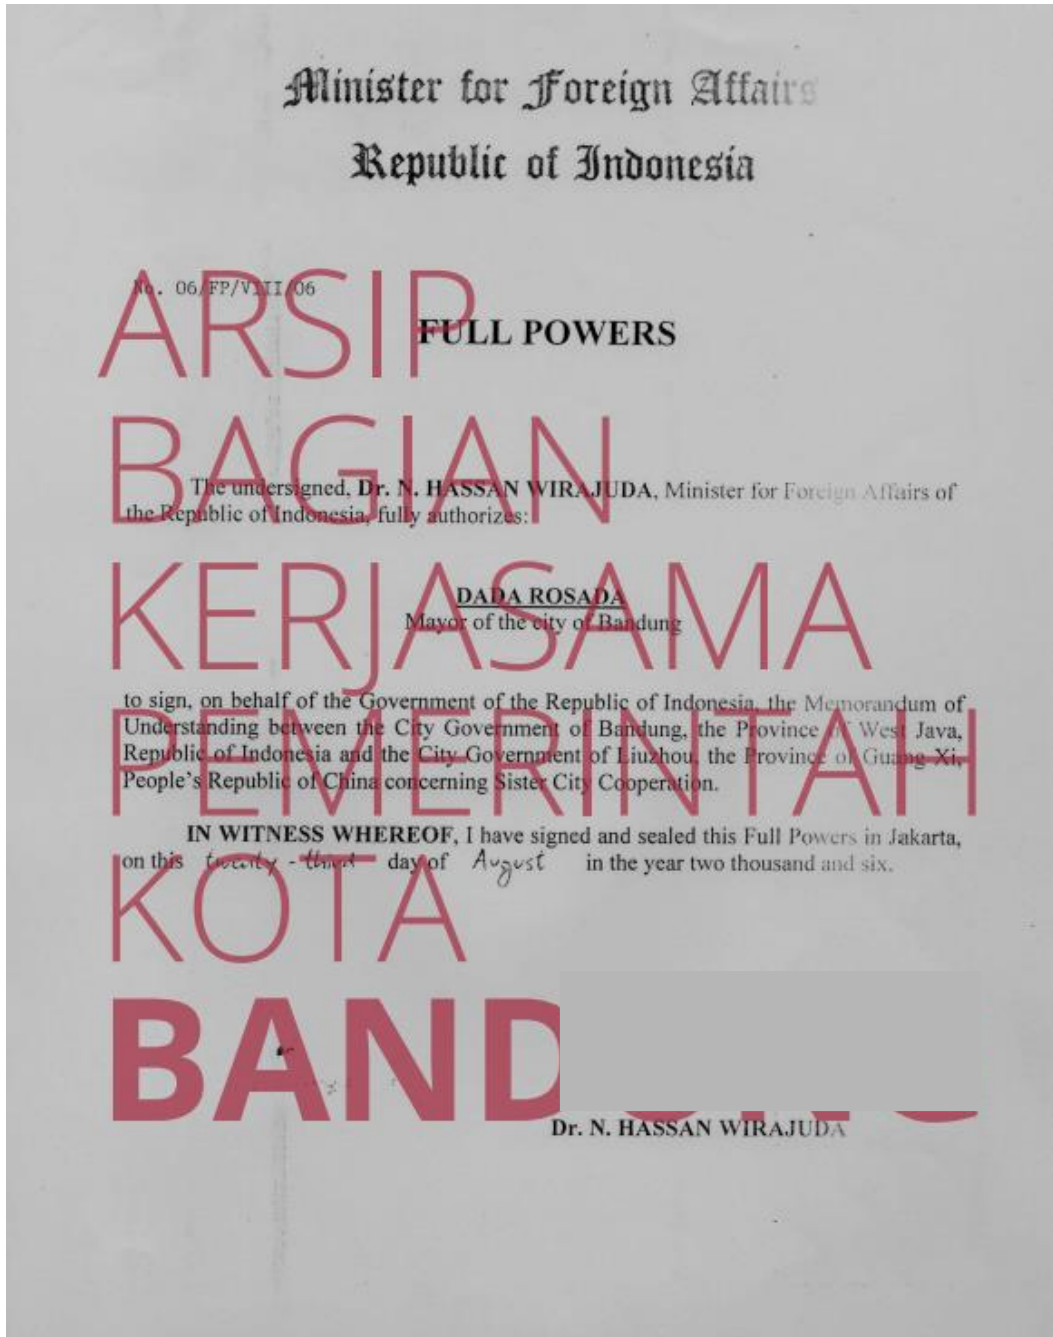 Minister for Foreign Affairs
Republic of Indonesia
No. 06/FP/VIII/06
FULL POWERS
The undersigned, Dr. N. HASSAN WIRAJUDA, Minister for Foreign Affairs of
the Republic of Indonesia, fully authorizes:
DADA ROSADA
Mayor of the city of Bandung
to sign, on behalf of the Government of the Republic of Indonesia, the Memorandum of
Understanding between the City Government of Bandung, the Province of West Java,
Republic of Indonesia and the City Government of Liuzhou, the Province of Guang Xi,
People's Republic of China concerning Sister City Cooperation.
IN WITNESS WHEREOF, I have signed and sealed this Full Powers in Jakarta,
on this twenty - third day of August in the year two thousand and six.
Dr. N. HASSAN WIRAJUDA
ARSIP
BAGIAN
KERJASAMA
PEMERINTAH
KOTA